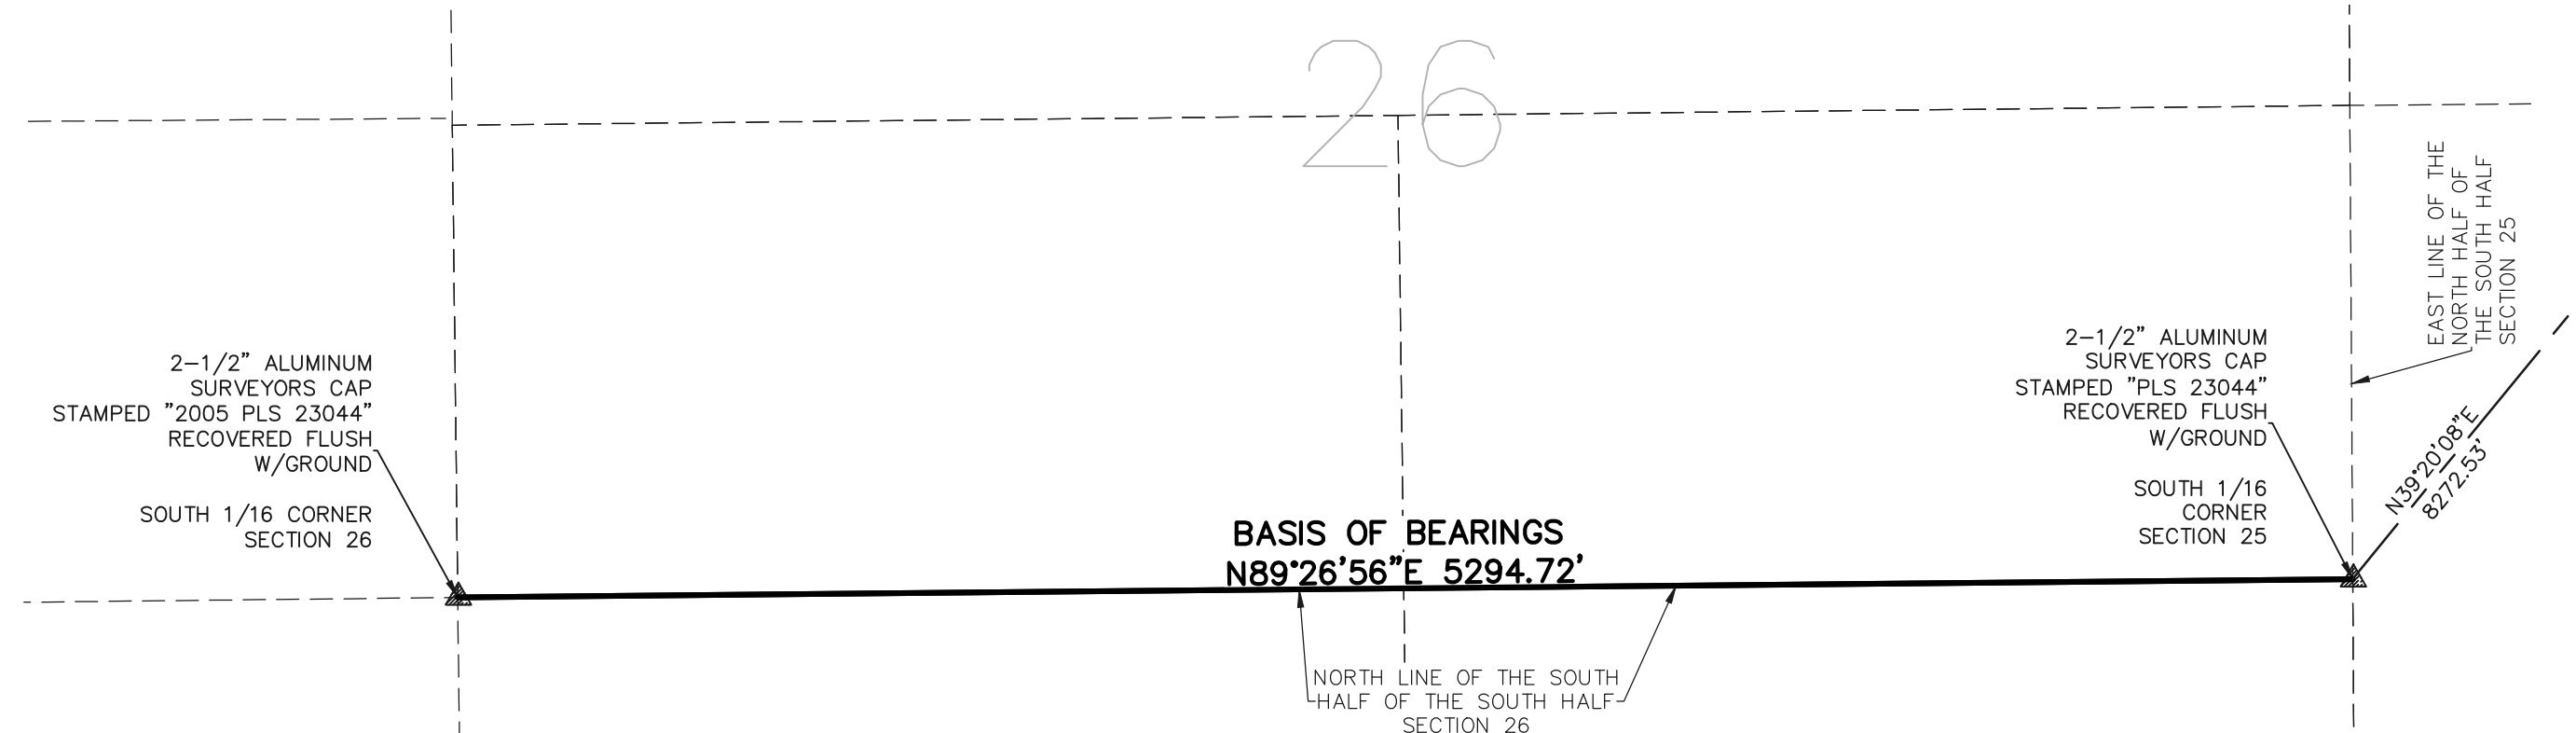 26
EAST LINE OF THE
NORTH HALF OF
THE SOUTH HALF
SECTION 25
2-1/2" ALUMINUM
SURVEYORS CAP
STAMPED "2005 PLS 23044"
RECOVERED FLUSH
W/GROUND
SOUTH 1/16 CORNER
SECTION 26
2-1/2" ALUMINUM
SURVEYORS CAP
STAMPED "PLS 23044"
RECOVERED FLUSH
W/GROUND
SOUTH 1/16
CORNER
SECTION 25
N39°20'08"E
8272.53'
BASIS OF BEARINGS
N89°26'56"E 5294.72'
NORTH LINE OF THE SOUTH
HALF OF THE SOUTH HALF
SECTION 26